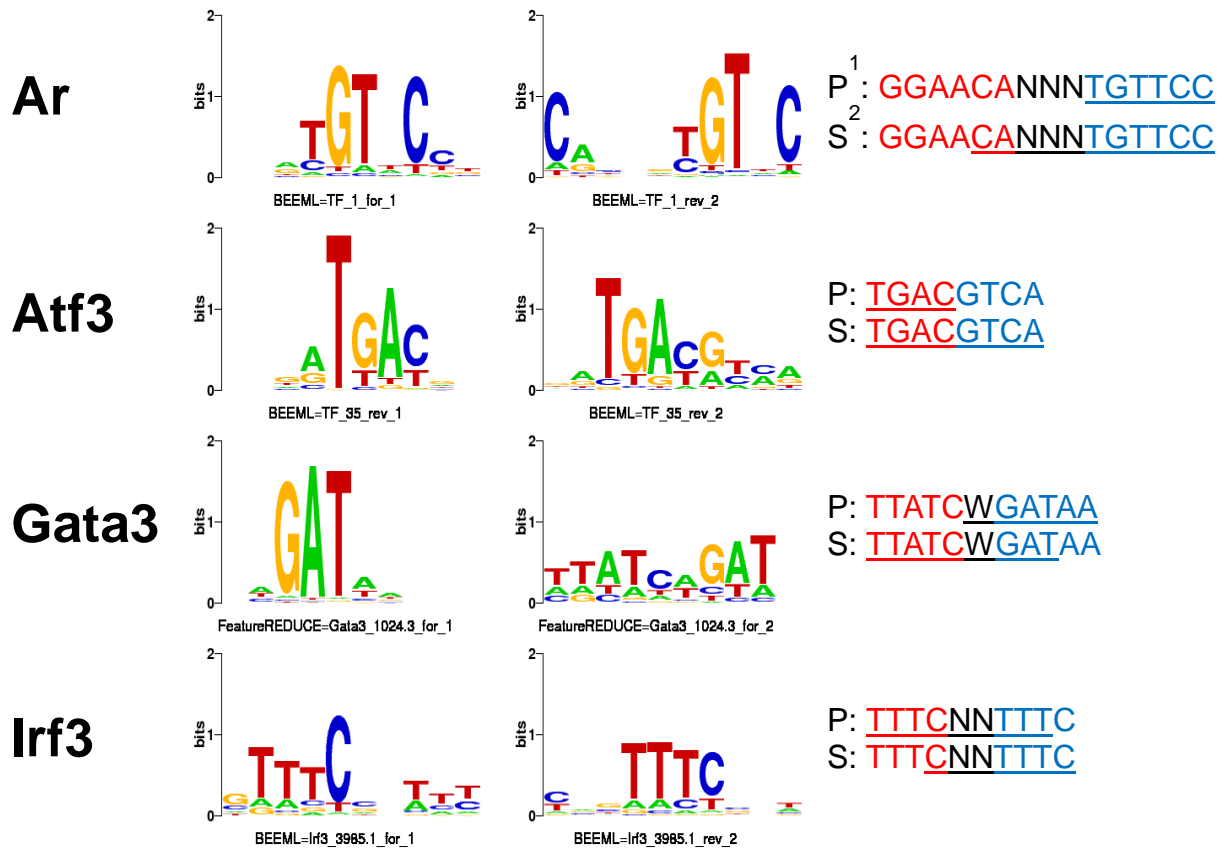 Ar
2
bits
1
0
BEEML=TF_1_for_1
2
bits
1
0
BEEML=TF_1_rev_2
P1: GGAACANNNTGTTCC
S2: GGAACANNNTGTTCC
Atf3
2
bits
1
0
BEEML=TF_35_rev_1
2
bits
1
0
BEEML=TF_35_rev_2
P: TGACGTCA
S: TGACGTCA
Gata3
2
bits
1
0
FeatureREDUCE=Gata3_1024.3_for_1
2
bits
1
0
FeatureREDUCE=Gata3_1024.3_for_2
P: TTATCWGATAA
S: TTATCWGATAA
Irf3
2
bits
1
0
BEEML=Irf3_3985.1_for_1
2
bits
1
0
BEEML=Irf3_3985.1_rev_2
P: TTTCNNTTTC
S: TTTCNNTTTC